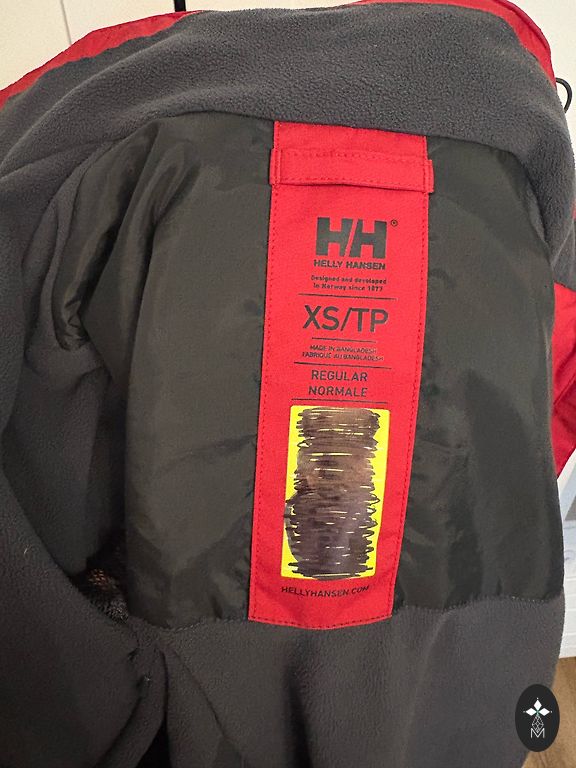 HH®
HELLY HANSEN
Designed and developed
in Norway since 1877
XS/TP
MADE IN BANGLADESH
FABRIQUÉ AU BANGLADESH
REGULAR
NORMALE
HELLYHANSEN.COM
M